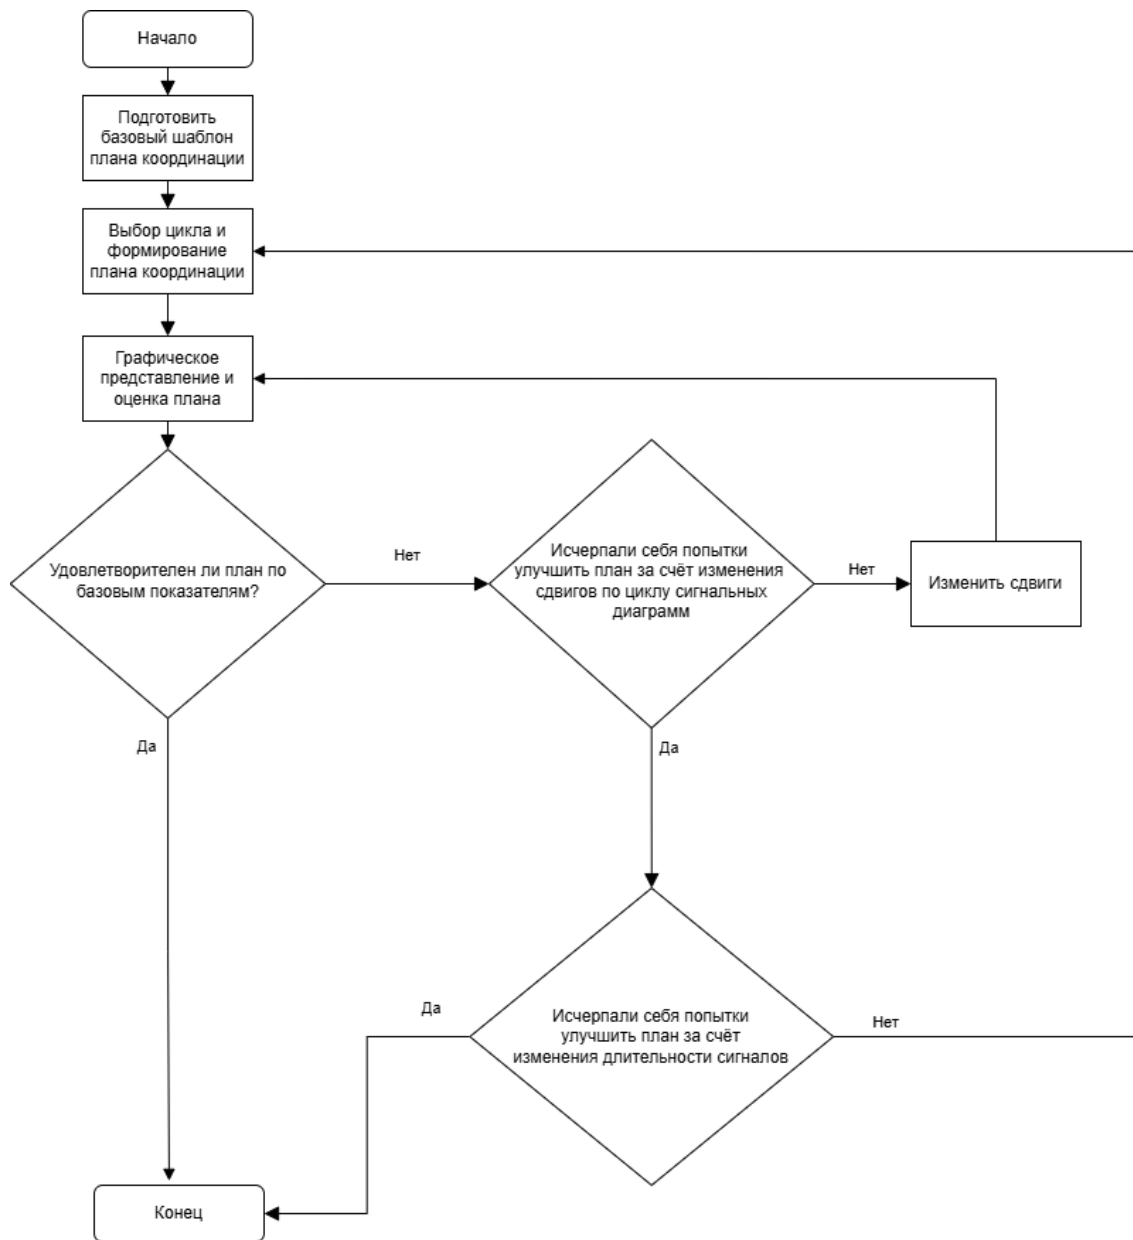 Начало
Подготовить
базовый шаблон
плана координации
Выбор цикла и
формирование
плана координации
Графическое
представление и
оценка плана
Удовлетворителен ли план по
базовым показателям?
Нет
Исчерпали себя попытки
улучшить план за счёт изменения
сдвигов по циклу сигнальных
диаграмм
Нет
Изменить сдвиги
Да
Да
Да
Исчерпали себя попытки
улучшить план за счёт
изменения длительности сигналов
Нет
Конец